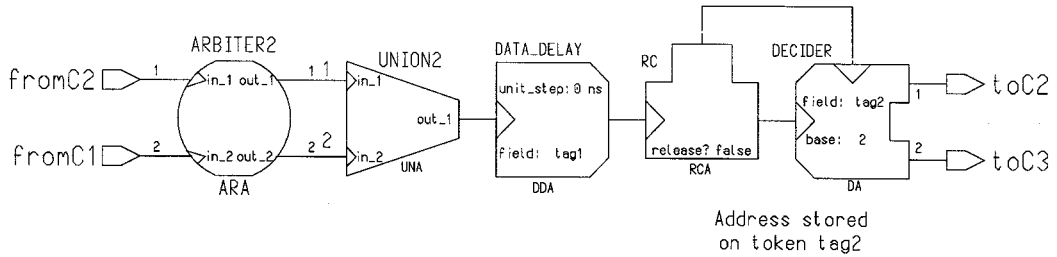 ARBITER2
UNION2
DATA_DELAY
RC
DECIDER
fromC2
1
in_1 out_1
1
1
in_1
out_1
unit_step: 0 ns
field: tag2
1
toC2
fromC1
2
in_2 out_2
2
2
in_2
field: tag1
release? false
base: 2
2
toC3
ARA
UNA
DDA
RCA
DA
Address stored
on token tag2